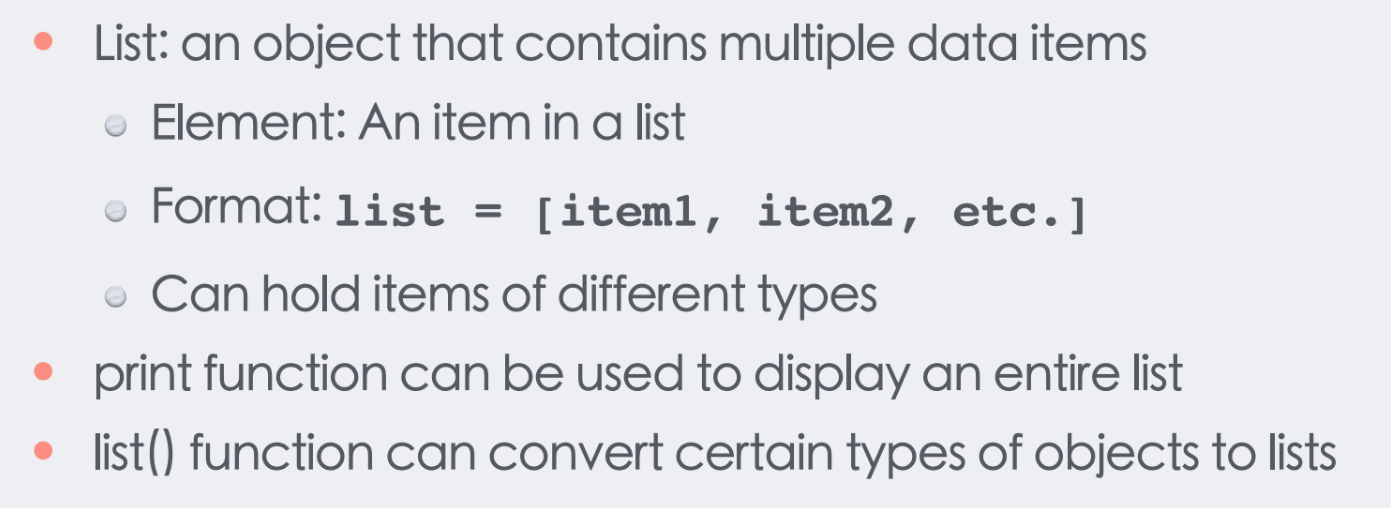 • List: an object that contains multiple data items
• Element: An item in a list
• Format: list = [item1, item2, etc.]
• Can hold items of different types
• print function can be used to display an entire list
• list() function can convert certain types of objects to lists